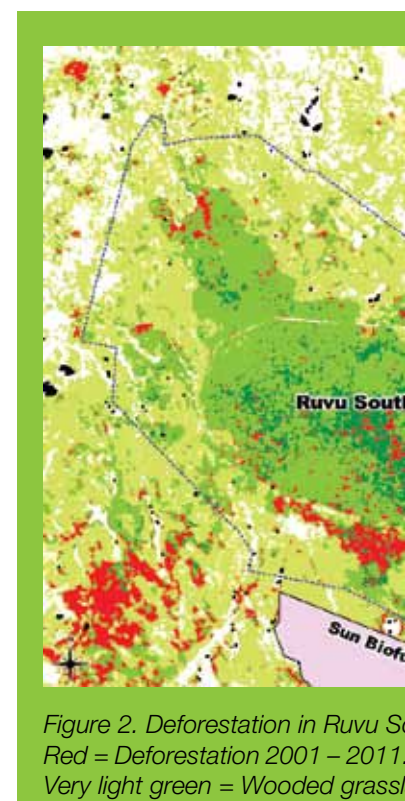 Ruvu South
Sun Biofu
Figure 2. Deforestation in Ruvu So
Red = Deforestation 2001 – 2011.
Very light green = Wooded grassl